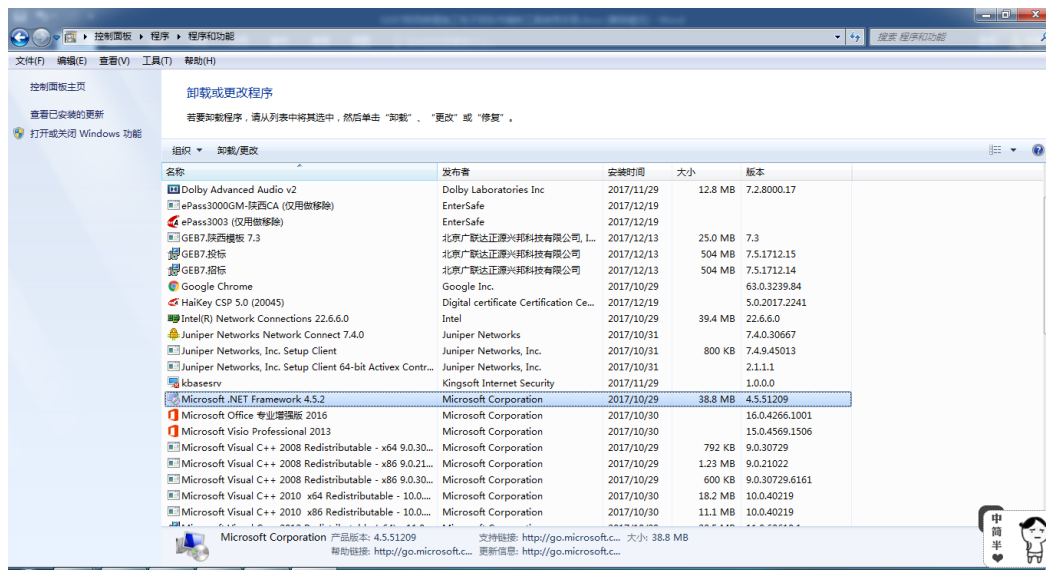 控制面板 ▸ 程序 ▸ 程序和功能
搜索 程序和功能
文件(F) 编辑(E) 查看(V) 工具(T) 帮助(H)
控制面板主页
查看已安装的更新
打开或关闭 Windows 功能
卸载或更改程序
若要卸载程序，请从列表中将其选中，然后单击“卸载”、“更改”或“修复”。
组织 ▼ 卸载/更改
名称 发布者 安装时间 大小 版本
Dolby Advanced Audio v2 Dolby Laboratories Inc 2017/11/29 12.8 MB 7.2.8000.17
ePass3000GM-陕西CA (仅用做移除) EnterSafe 2017/12/19
ePass3003 (仅用做移除) EnterSafe 2017/12/19
GEB7.陕西模板 7.3 北京广联达正源兴邦科技有限公司, I... 2017/12/13 25.0 MB 7.3
GEB7.投标 北京广联达正源兴邦科技有限公司 2017/12/13 504 MB 7.5.1712.15
GEB7.招标 北京广联达正源兴邦科技有限公司 2017/12/13 504 MB 7.5.1712.14
Google Chrome Google Inc. 2017/10/29 63.0.3239.84
HaiKey CSP 5.0 (20045) Digital certificate Certification Ce... 2017/12/19 5.0.2017.2241
Intel(R) Network Connections 22.6.6.0 Intel 2017/10/29 39.4 MB 22.6.6.0
Juniper Networks Network Connect 7.4.0 Juniper Networks 2017/10/31 7.4.0.30667
Juniper Networks, Inc. Setup Client Juniper Networks, Inc. 2017/10/31 800 KB 7.4.9.45013
Juniper Networks, Inc. Setup Client 64-bit Activex Contr... Juniper Networks, Inc. 2017/10/31 2.1.1.1
kbasesrv Kingsoft Internet Security 2017/11/29 1.0.0.0
Microsoft .NET Framework 4.5.2 Microsoft Corporation 2017/10/29 38.8 MB 4.5.51209
Microsoft Office 专业增强版 2016 Microsoft Corporation 2017/10/30 16.0.4266.1001
Microsoft Visio Professional 2013 Microsoft Corporation 2017/10/30 15.0.4569.1506
Microsoft Visual C++ 2008 Redistributable - x64 9.0.30... Microsoft Corporation 2017/10/29 792 KB 9.0.30729
Microsoft Visual C++ 2008 Redistributable - x86 9.0.21... Microsoft Corporation 2017/10/29 1.23 MB 9.0.21022
Microsoft Visual C++ 2008 Redistributable - x86 9.0.30... Microsoft Corporation 2017/10/29 600 KB 9.0.30729.6161
Microsoft Visual C++ 2010 x64 Redistributable - 10.0.... Microsoft Corporation 2017/10/30 18.2 MB 10.0.40219
Microsoft Visual C++ 2010 x86 Redistributable - 10.0.... Microsoft Corporation 2017/10/30 11.1 MB 10.0.40219
Microsoft Corporation 产品版本: 4.5.51209 支持链接: http://go.microsoft.c... 大小: 38.8 MB
帮助链接: http://go.microsoft.c... 更新信息: http://go.microsoft.c...
中
简
半